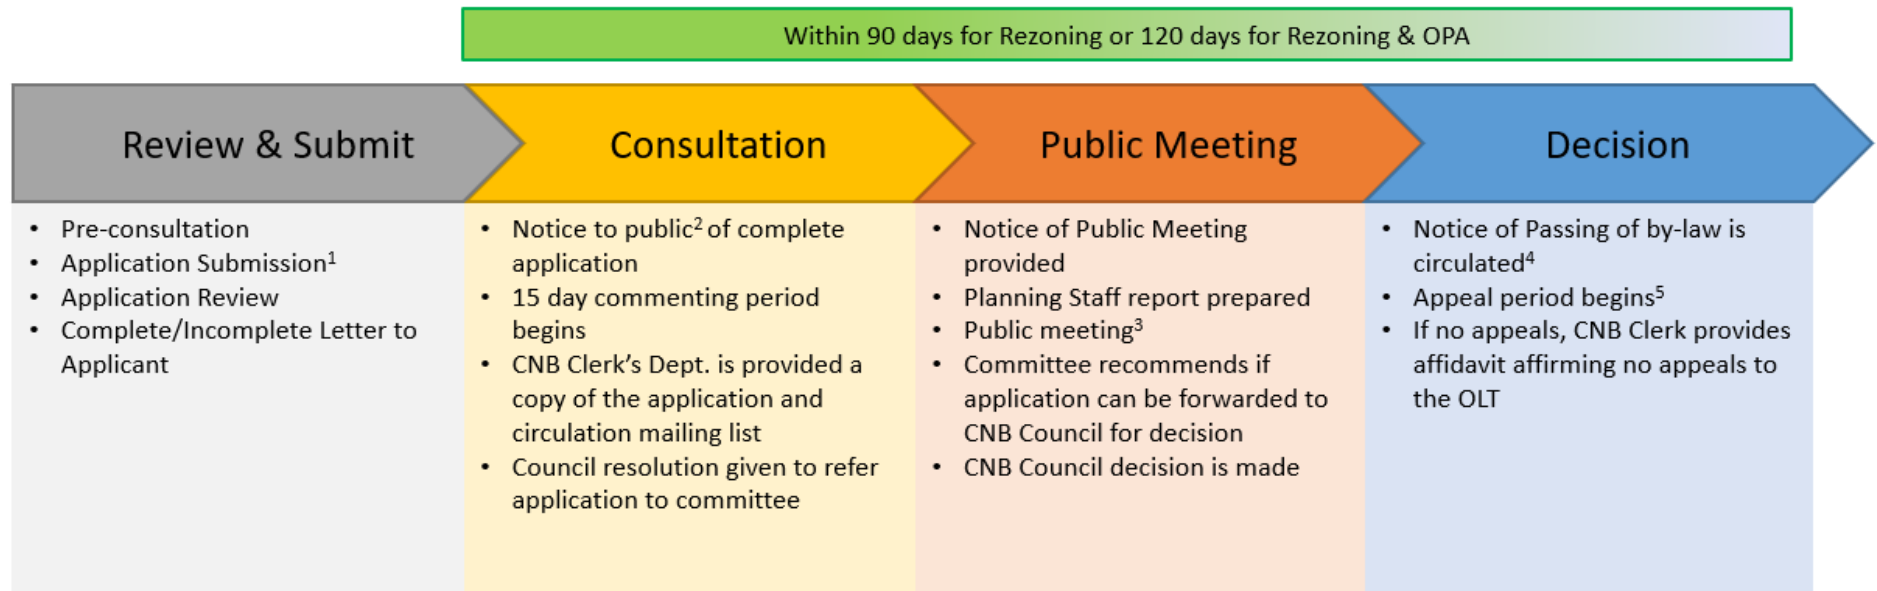 Within 90 days for Rezoning or 120 days for Rezoning & OPA
Review & Submit
• Pre-consultation
• Application Submission¹
• Application Review
• Complete/Incomplete Letter to
Applicant
Consultation
• Notice to public² of complete
application
• 15 day commenting period
begins
• CNB Clerk’s Dept. is provided a
copy of the application and
circulation mailing list
• Council resolution given to refer
application to committee
Public Meeting
• Notice of Public Meeting
provided
• Planning Staff report prepared
• Public meeting³
• Committee recommends if
application can be forwarded to
CNB Council for decision
• CNB Council decision is made
Decision
• Notice of Passing of by-law is
circulated⁴
• Appeal period begins⁵
• If no appeals, CNB Clerk provides
affidavit affirming no appeals to
the OLT